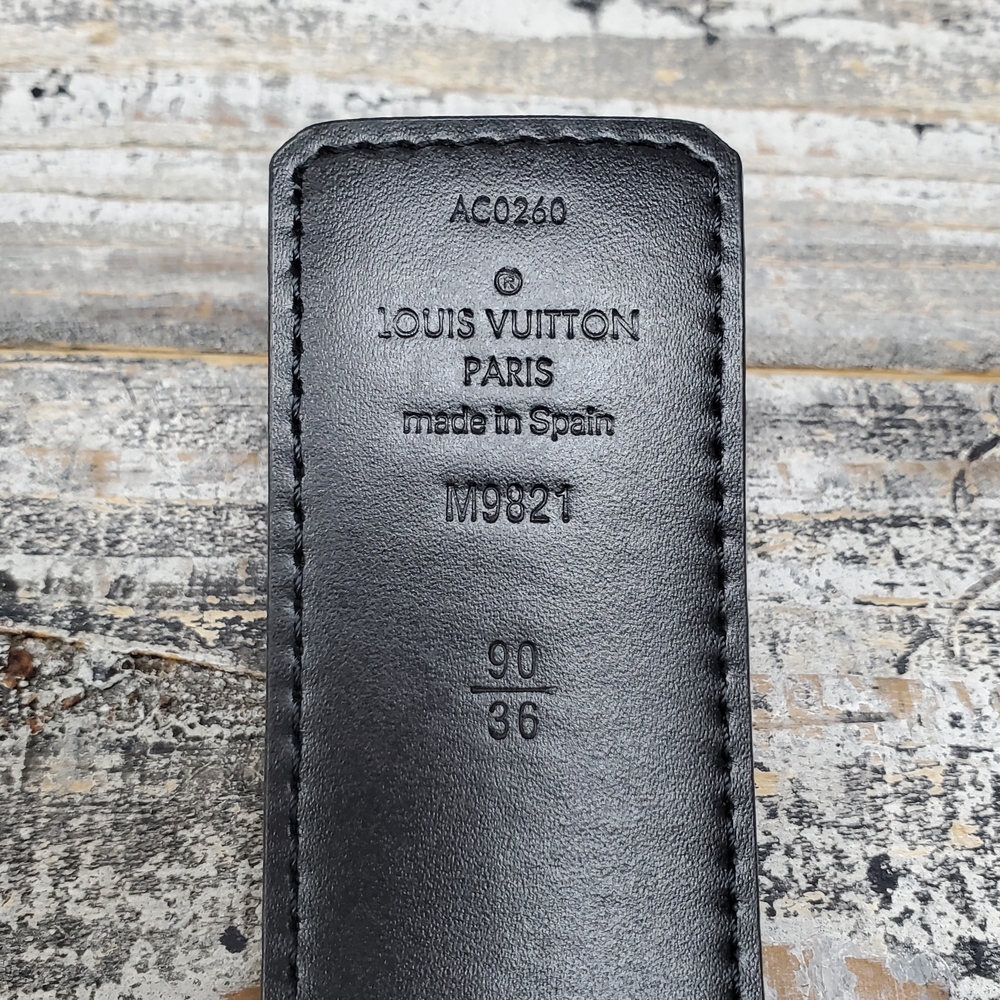 AC0260
®
LOUIS VUITTON
PARIS
made in Spain
M9821
90
36